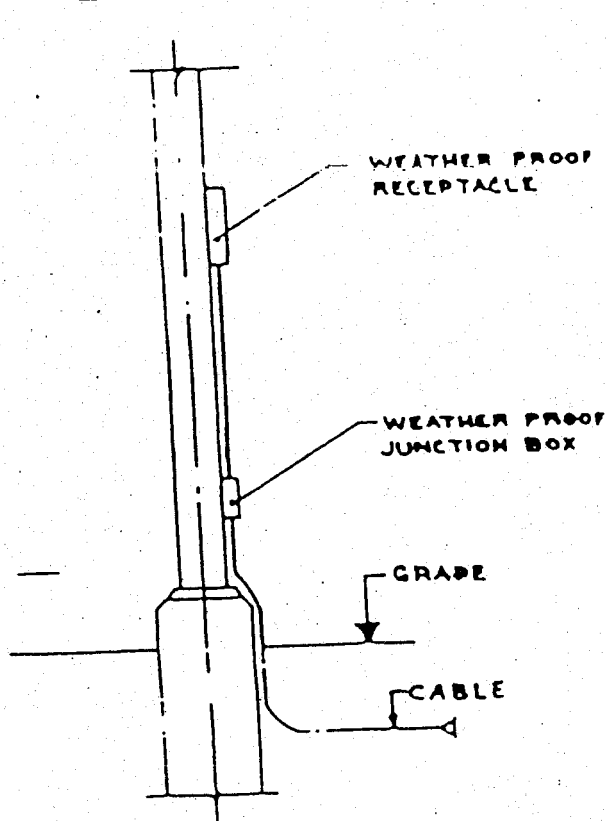 WEATHER PROOF
RECEPTACLE
WEATHER PROOF
JUNCTION BOX
GRADE
CABLE